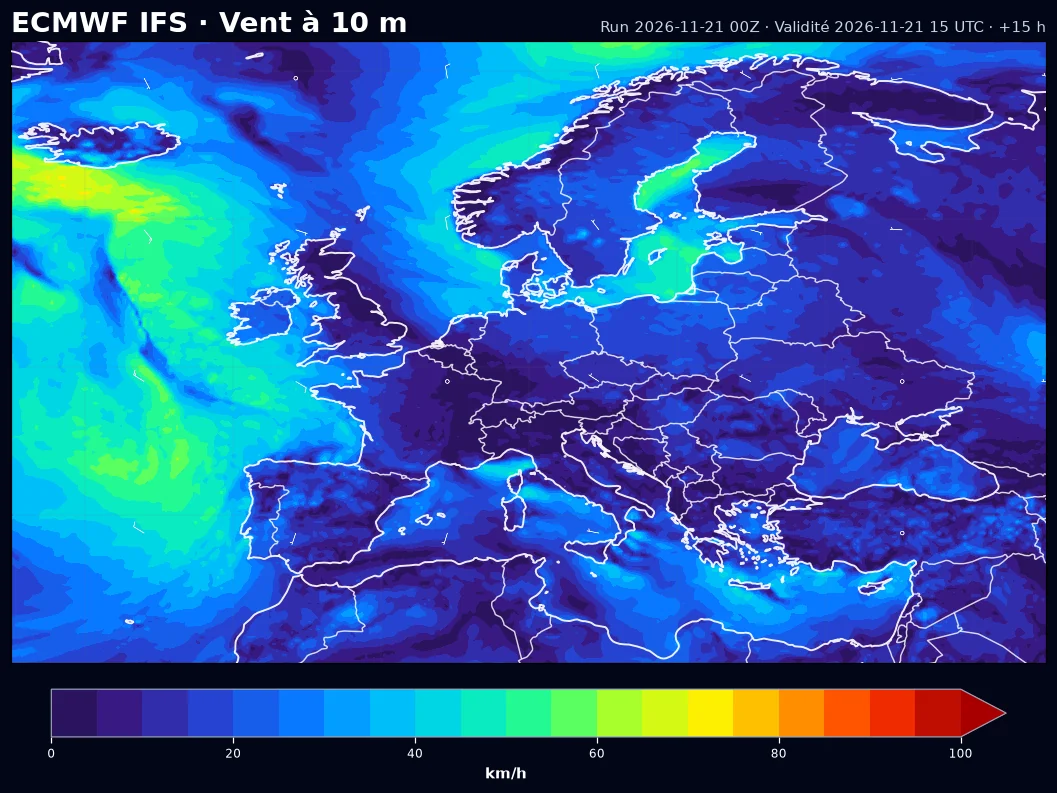 ECMWF IFS · Vent à 10 m
Run 2026-11-21 00Z · Validité 2026-11-21 15 UTC · +15 h
0 20 40 60 80 100
km/h